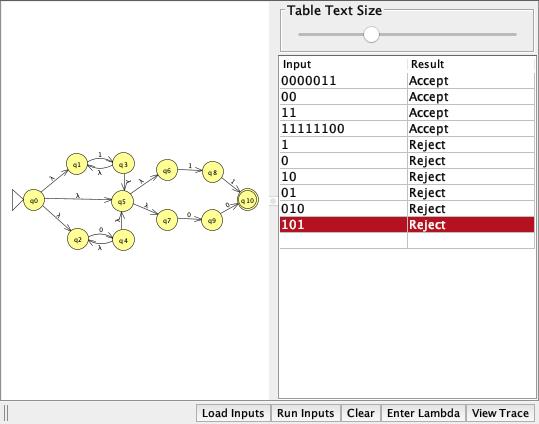 Table Text Size
Input Result
0000011 Accept
00 Accept
11 Accept
11111100 Accept
1 Reject
0 Reject
10 Reject
01 Reject
010 Reject
101 Reject
1
q1 q3
λ
λ λ
q6 1 q8
λ 1
q0 λ q5 q10
λ λ 0
q7 0 q9
0 λ
q2 q4
λ
Load Inputs Run Inputs Clear Enter Lambda View Trace